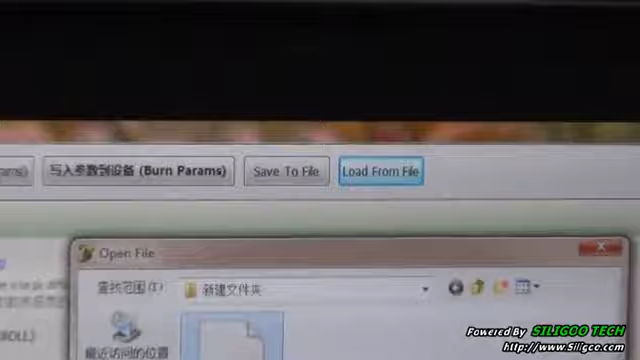 ams)
写入参数到设备 (Burn Params)
Save To File
Load From File
Open File
查找范围(I)
新建文件夹
最近访问的位置
ROLL)
Powered By SILIGOO TECH
http://www.Siligoo.com